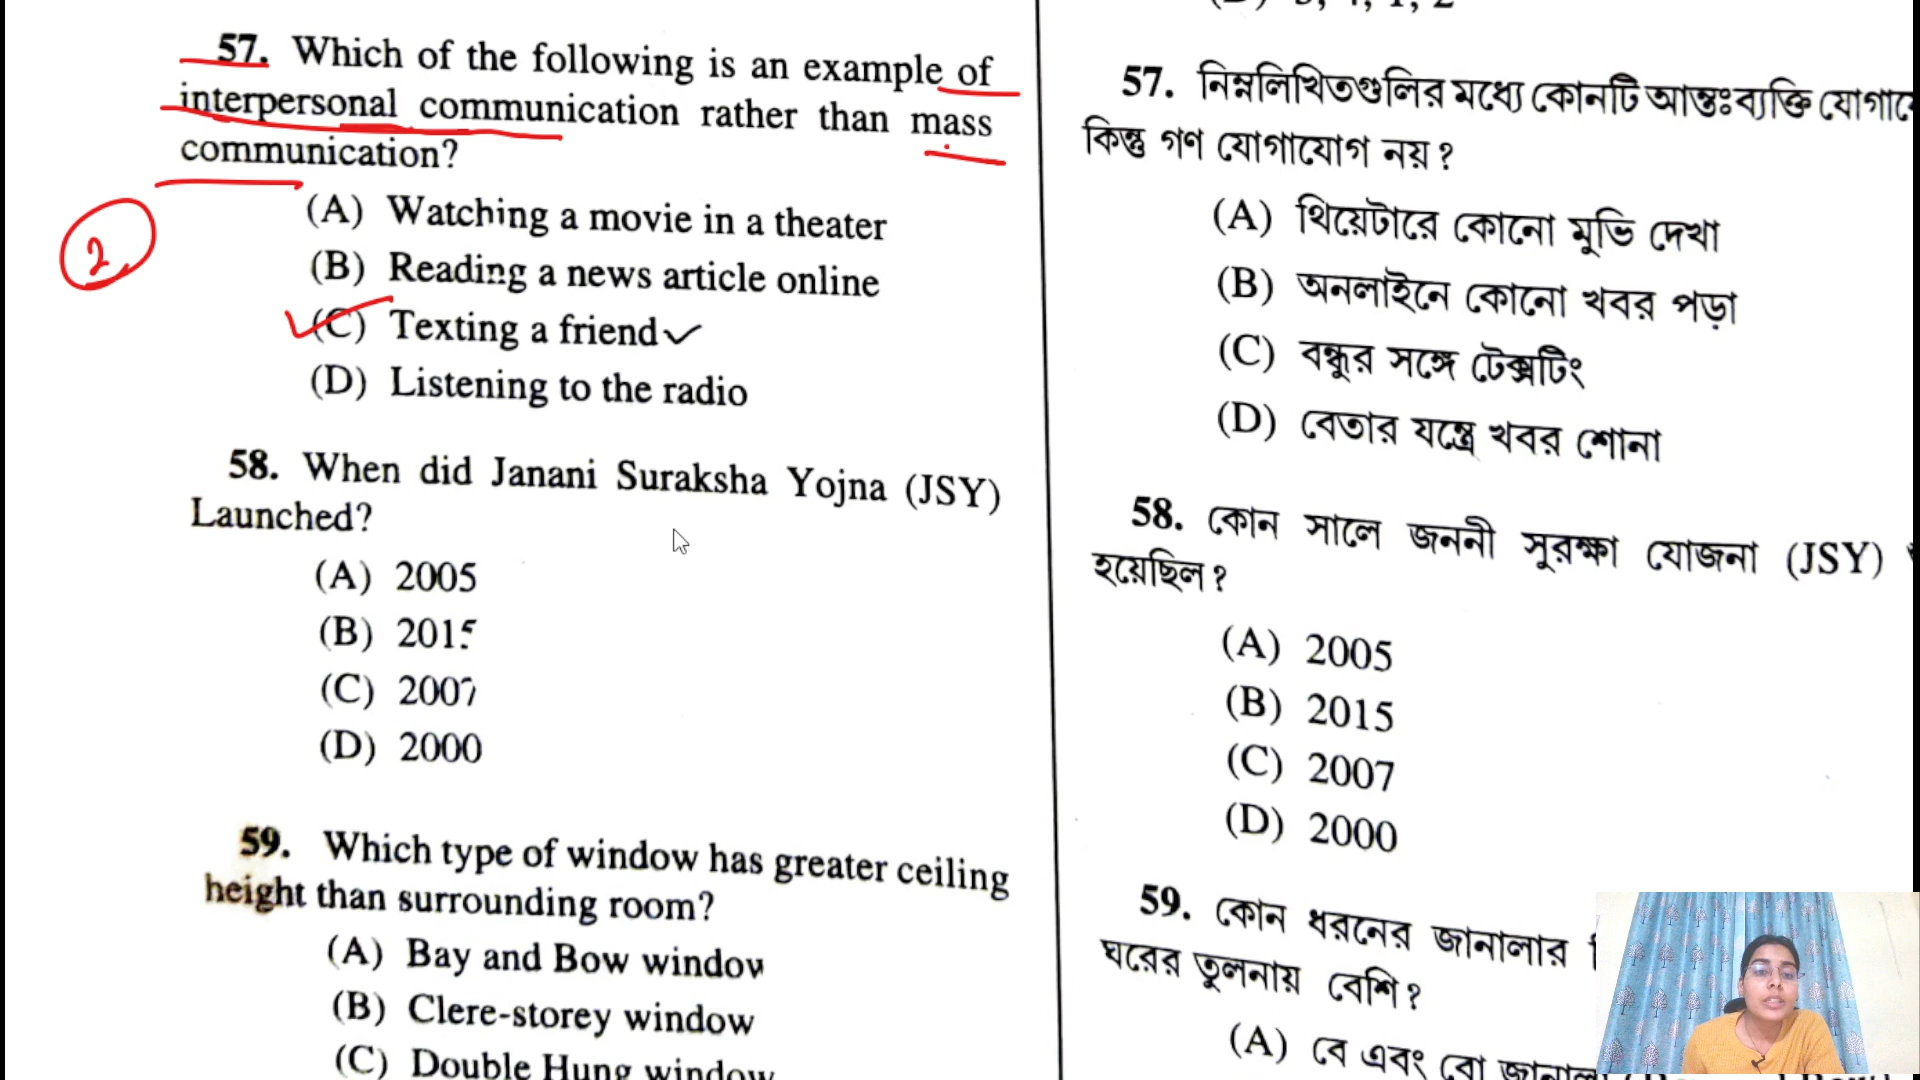 57. Which of the following is an example of
interpersonal communication rather than mass
communication?
(A) Watching a movie in a theater
(B) Reading a news article online
(C) Texting a friend
(D) Listening to the radio
2
58. When did Janani Suraksha Yojna (JSY)
Launched?
(A) 2005
(B) 2015
(C) 2007
(D) 2000
59. Which type of window has greater ceiling
height than surrounding room?
(A) Bay and Bow window
(B) Clere-storey window
(C) Double Hung window
57. নিম্নলিখিতগুলির মধ্যে কোনটি আন্তঃব্যক্তি
কিন্তু গণ যোগাযোগ নয় ?
(A) থিয়েটারে কোনো মুভি দেখা
(B) অনলাইনে কোনো খবর পড়া
(C) বন্ধুর সঙ্গে টেক্সটিং
(D) বেতার যন্ত্রে খবর শোনা
58. কোন সালে জননী সুরক্ষা যোজনা (JSY)
হয়েছিল ?
(A) 2005
(B) 2015
(C) 2007
(D) 2000
59. কোন ধরনের জানালার
ঘরের তুলনায় বেশি ?
(A) বে এবং বো